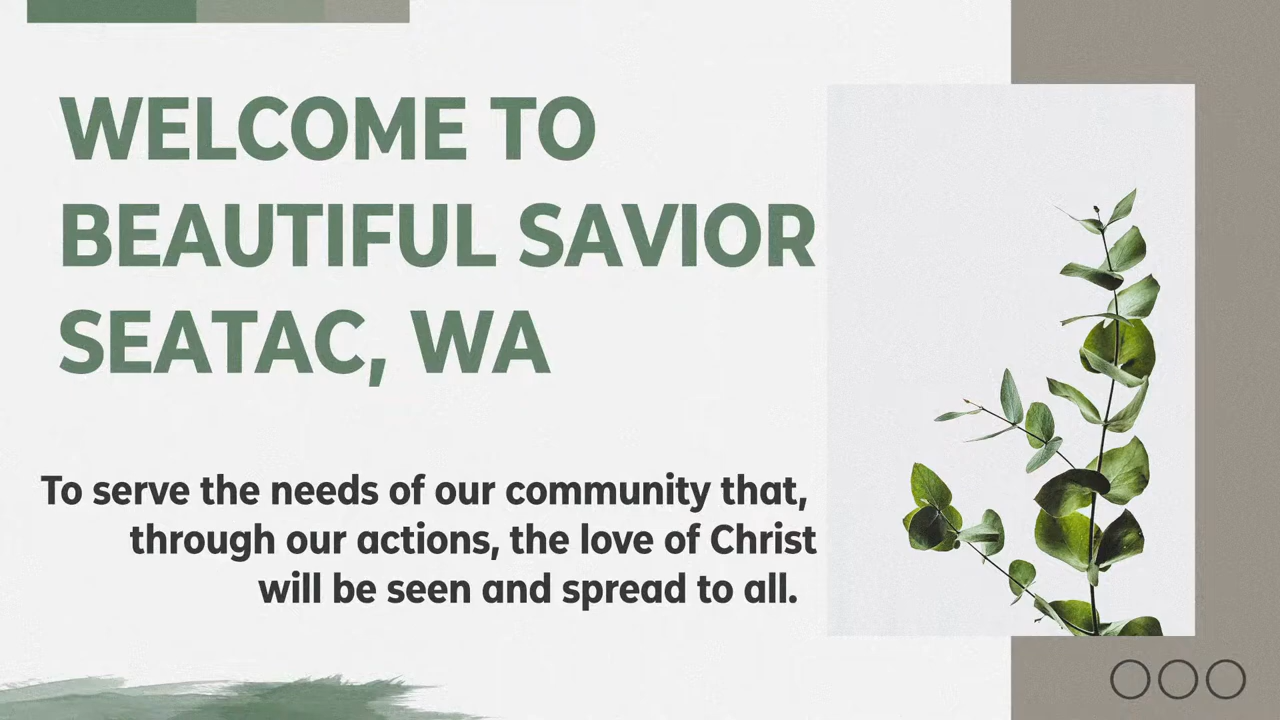 WELCOME TO
BEAUTIFUL SAVIOR
SEATAC, WA
To serve the needs of our community that,
through our actions, the love of Christ
will be seen and spread to all.